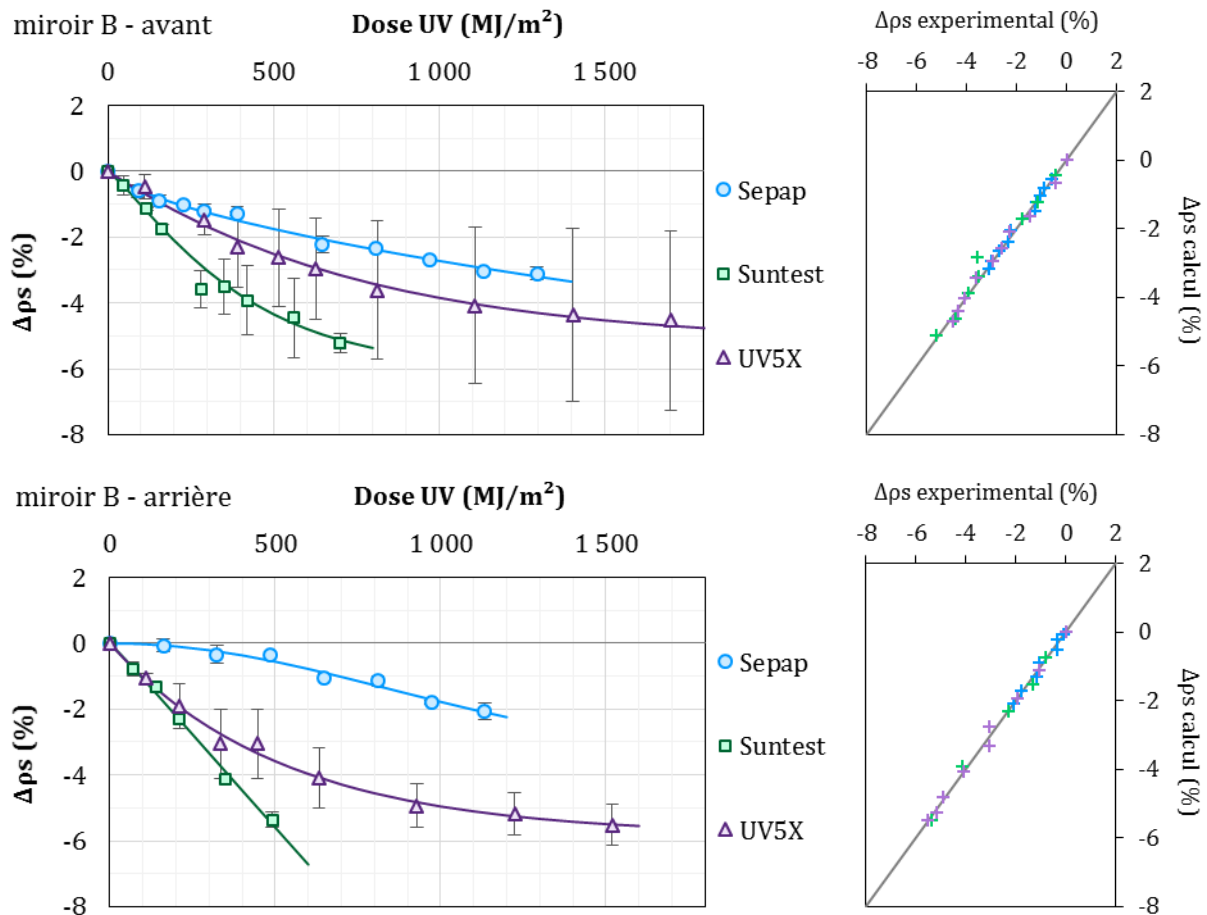 miroir B - avant
Dose UV (MJ/m²)
0 500 1 000 1 500
2
0
-2
-4
-6
-8
Δρs (%)
Sepap
Suntest
UV5X
Δρs experimental (%)
-8 -6 -4 -2 0 2
2
0
-2
-4
-6
-8
Δρs calcul (%)
miroir B - arrière
Dose UV (MJ/m²)
0 500 1 000 1 500
2
0
-2
-4
-6
-8
Δρs (%)
Sepap
Suntest
UV5X
Δρs experimental (%)
-8 -6 -4 -2 0 2
2
0
-2
-4
-6
-8
Δρs calcul (%)